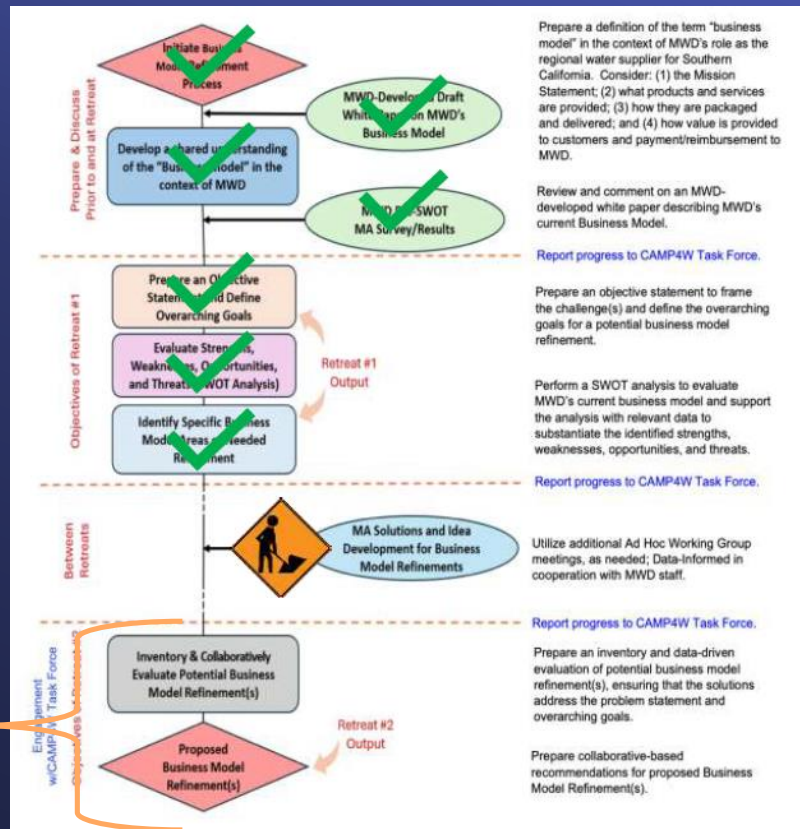 Prepare & Discuss
Prior to and at Retreat
Initiate Business
Model Refinement
Process
MWD-Developed Draft
White Paper on MWD's
Business Model
Develop a shared understanding
of the "Business Model" in the
context of MWD
MA Survey/Results
Prepare a definition of the term "business
model" in the context of MWD's role as the
regional water supplier for Southern
California. Consider: (1) the Mission
Statement; (2) what products and services
are provided; (3) how they are packaged
and delivered; and (4) how value is provided
to customers and payment/reimbursement to
MWD.
Review and comment on an MWD-
developed white paper describing MWD's
current Business Model.
Report progress to CAMP4W Task Force.
Objectives of Retreat #1
Prepare an Objective
Statement and Define
Overarching Goals
Evaluate Strengths,
Weaknesses, Opportunities,
and Threats (SWOT Analysis)
Identify Specific Business
Model Areas of Needed
Refinement
Retreat #1
Output
Prepare an objective statement to frame
the challenge(s) and define the overarching
goals for a potential business model
refinement.
Perform a SWOT analysis to evaluate
MWD's current business model and support
the analysis with relevant data to
substantiate the identified strengths,
weaknesses, opportunities, and threats.
Report progress to CAMP4W Task Force.
Between
Retreats
MA Solutions and Idea
Development for Business
Model Refinements
Utilize additional Ad Hoc Working Group
meetings, as needed; Data-Informed in
cooperation with MWD staff.
Report progress to CAMP4W Task Force.
Engagement
w/CAMP4W Task Force
Objectives of Retreat #2
Inventory & Collaboratively
Evaluate Potential Business
Model Refinement(s)
Proposed
Business Model
Refinement(s)
Retreat #2
Output
Prepare an inventory and data-driven
evaluation of potential business model
refinement(s), ensuring that the solutions
address the problem statement and
overarching goals.
Prepare collaborative-based
recommendations for proposed Business
Model Refinement(s).